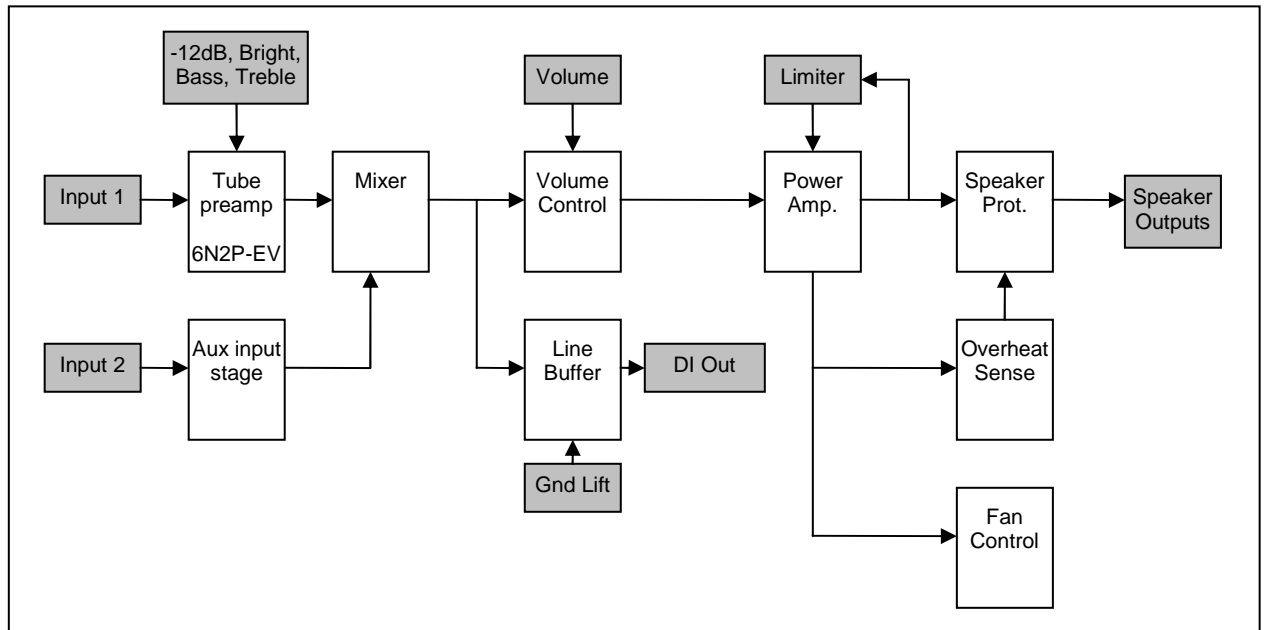 -12dB, Bright,
Bass, Treble
Volume
Limiter
Input 1
Tube
preamp
6N2P-EV
Mixer
Volume
Control
Power
Amp.
Speaker
Prot.
Speaker
Outputs
Input 2
Aux input
stage
Line
Buffer
DI Out
Overheat
Sense
Gnd Lift
Fan
Control